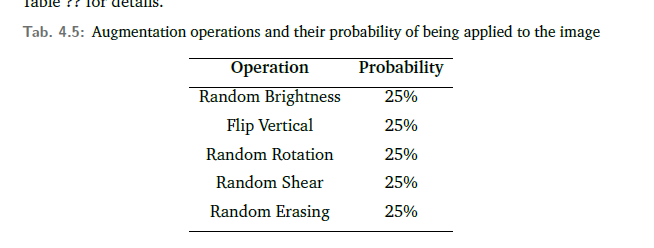 Table ?? for details.
Tab. 4.5: Augmentation operations and their probability of being applied to the image
Operation Probability
Random Brightness 25%
Flip Vertical 25%
Random Rotation 25%
Random Shear 25%
Random Erasing 25%